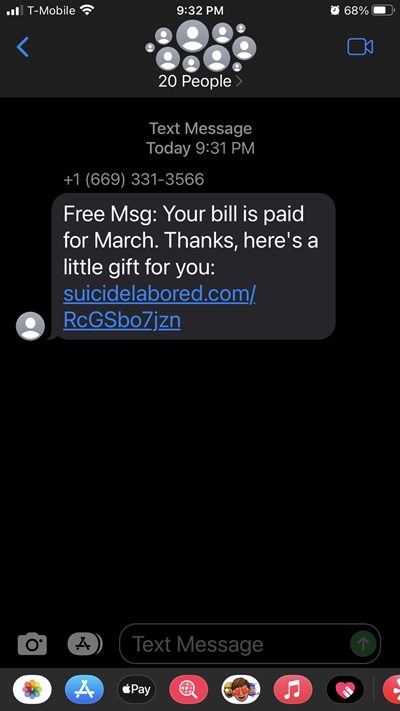 T-Mobile
9:32 PM
68%
20 People
Text Message
Today 9:31 PM
+1 (669) 331-3566
Free Msg: Your bill is paid
for March. Thanks, here's a
little gift for you:
suicidelabored.com/
RcGSbo7jzn
Text Message
Pay